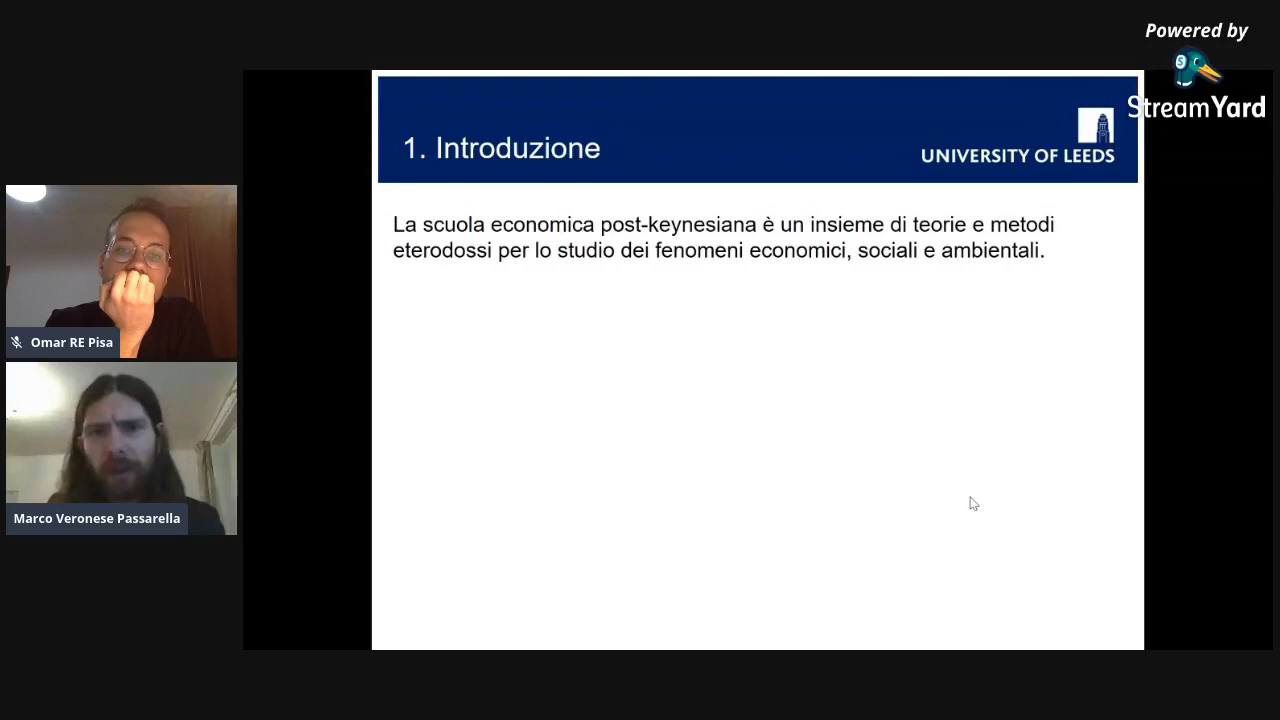 Powered by
StreamYard
1. Introduzione
UNIVERSITY OF LEEDS
La scuola economica post-keynesiana è un insieme di teorie e metodi
eterodossi per lo studio dei fenomeni economici, sociali e ambientali.
Omar RE Pisa
Marco Veronese Passarella